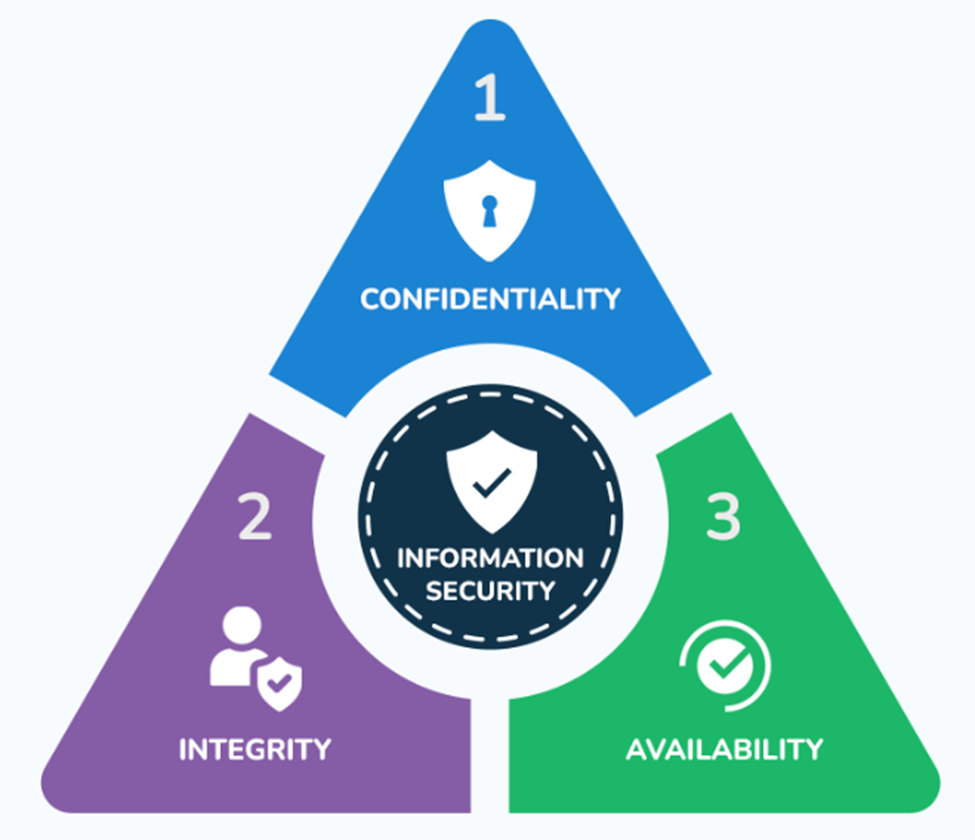 1
CONFIDENTIALITY
INFORMATION
SECURITY
2
INTEGRITY
3
AVAILABILITY